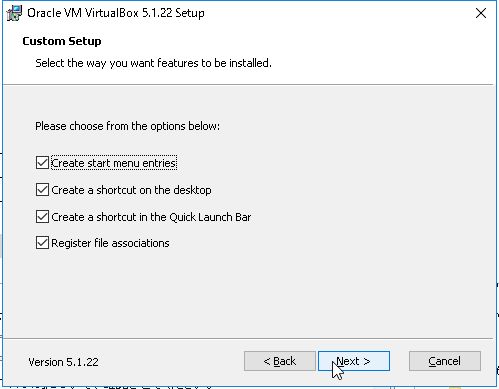 Oracle VM VirtualBox 5.1.22 Setup
Custom Setup
Select the way you want features to be installed.
Please choose from the options below:
Create start menu entries
Create a shortcut on the desktop
Create a shortcut in the Quick Launch Bar
Register file associations
Version 5.1.22
< Back
Next >
Cancel